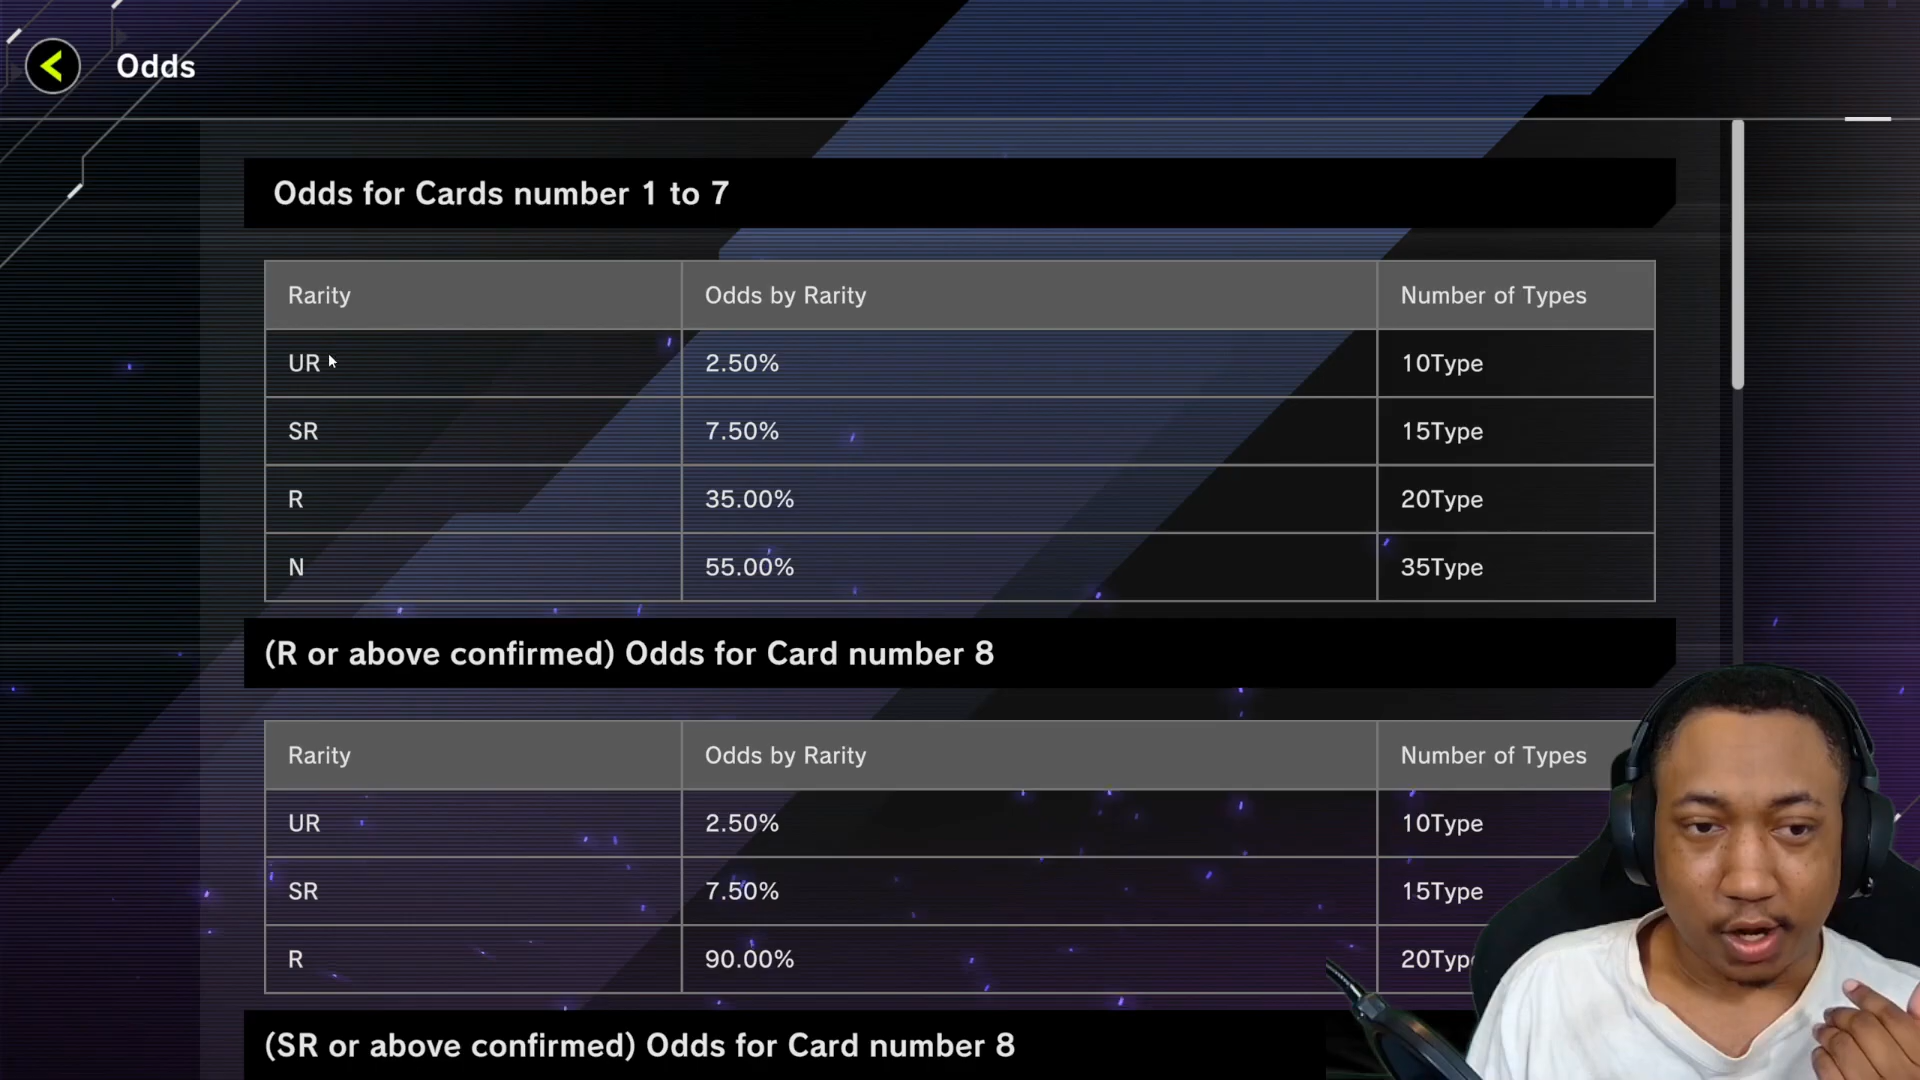 Odds
Odds for Cards number 1 to 7
Rarity Odds by Rarity Number of Types
UR 2.50% 10Type
SR 7.50% 15Type
R 35.00% 20Type
N 55.00% 35Type
(R or above confirmed) Odds for Card number 8
Rarity Odds by Rarity Number of Types
UR 2.50% 10Type
SR 7.50% 15Type
R 90.00% 20Type
(SR or above confirmed) Odds for Card number 8